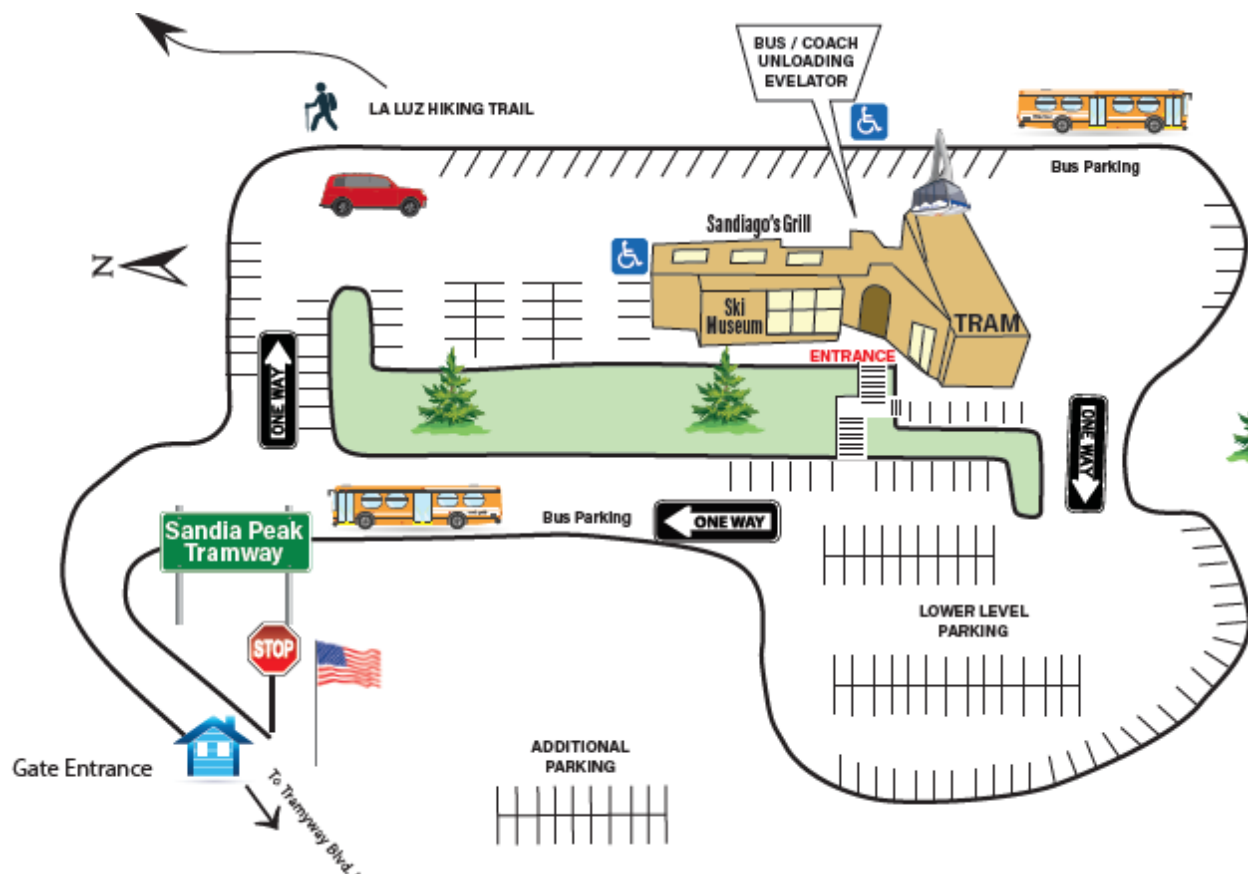 BUS / COACH
UNLOADING
EVELATOR
LA LUZ HIKING TRAIL
Bus Parking
Sandiago's Grill
N
Ski
Museum
TRAM
ENTRANCE
ONE WAY
ONE WAY
Bus Parking
ONE WAY
Sandia Peak
Tramway
LOWER LEVEL
PARKING
STOP
Gate Entrance
ADDITIONAL
PARKING
To Tramyway Blvd.